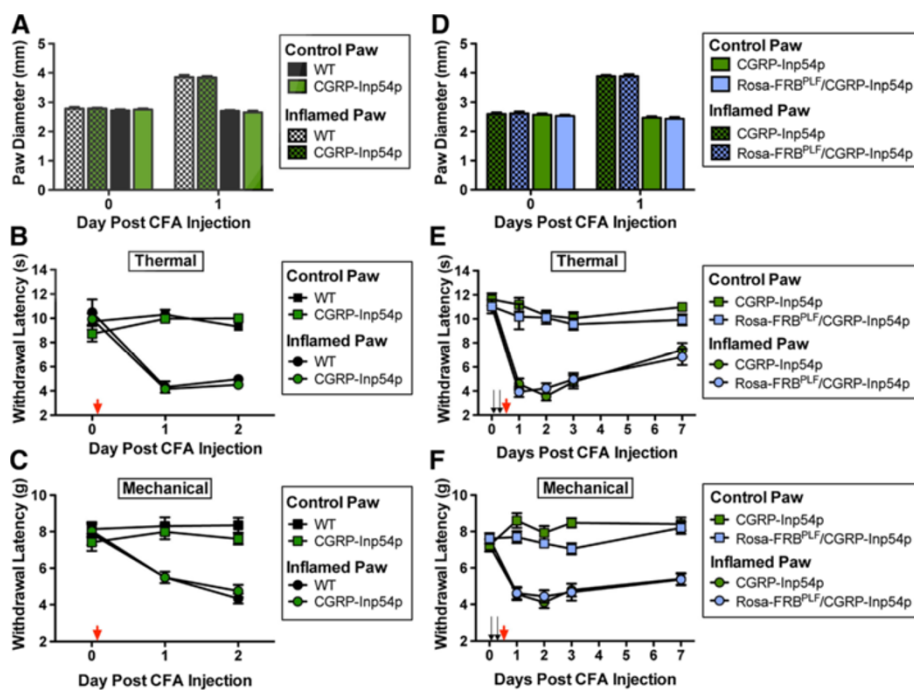 A
Paw Diameter (mm)
5
4
3
2
1
0
0
1
Day Post CFA Injection
Control Paw
WT
CGRP-Inp54p
Inflamed Paw
WT
CGRP-Inp54p
D
Paw Diameter (mm)
5
4
3
2
1
0
0
1
Days Post CFA Injection
Control Paw
CGRP-Inp54p
Rosa-FRBPLF/CGRP-Inp54p
Inflamed Paw
CGRP-Inp54p
Rosa-FRBPLF/CGRP-Inp54p
B
Thermal
Withdrawal Latency (s)
14
12
10
8
6
4
2
0
1
2
Day Post CFA Injection
Control Paw
WT
CGRP-Inp54p
Inflamed Paw
WT
CGRP-Inp54p
E
Thermal
Withdrawal Latency (s)
14
12
10
8
6
4
2
0
1
2
3
4
5
6
7
Days Post CFA Injection
Control Paw
CGRP-Inp54p
Rosa-FRBPLF/CGRP-Inp54p
Inflamed Paw
CGRP-Inp54p
Rosa-FRBPLF/CGRP-Inp54p
C
Mechanical
Withdrawal Latency (g)
10
8
6
4
2
0
1
2
Day Post CFA Injection
Control Paw
WT
CGRP-Inp54p
Inflamed Paw
WT
CGRP-Inp54p
F
Mechanical
Withdrawal Latency (g)
10
8
6
4
2
0
1
2
3
4
5
6
7
Days Post CFA Injection
Control Paw
CGRP-Inp54p
Rosa-FRBPLF/CGRP-Inp54p
Inflamed Paw
CGRP-Inp54p
Rosa-FRBPLF/CGRP-Inp54p